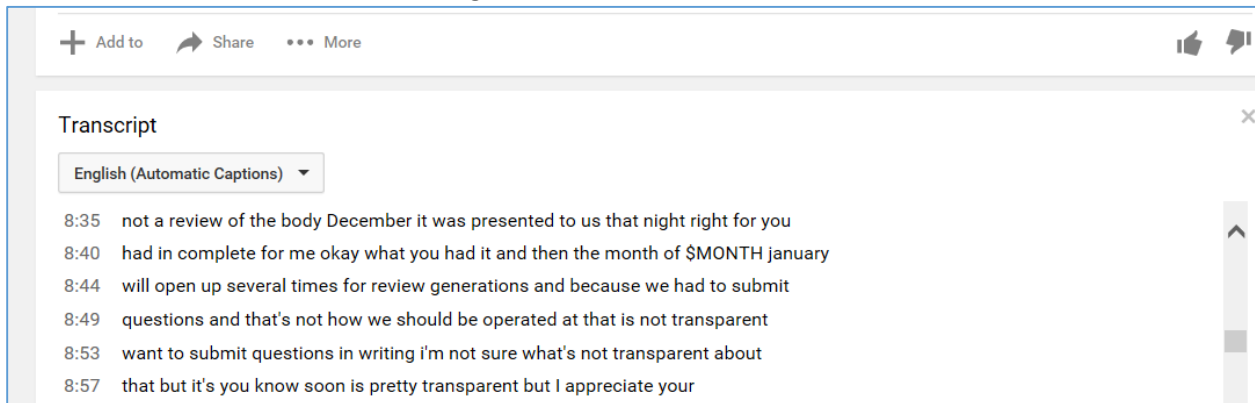 Add to Share More
Transcript
English (Automatic Captions)
8:35 not a review of the body December it was presented to us that night right for you
8:40 had in complete for me okay what you had it and then the month of $MONTH january
8:44 will open up several times for review generations and because we had to submit
8:49 questions and that's not how we should be operated at that is not transparent
8:53 want to submit questions in writing i'm not sure what's not transparent about
8:57 that but it's you know soon is pretty transparent but I appreciate your